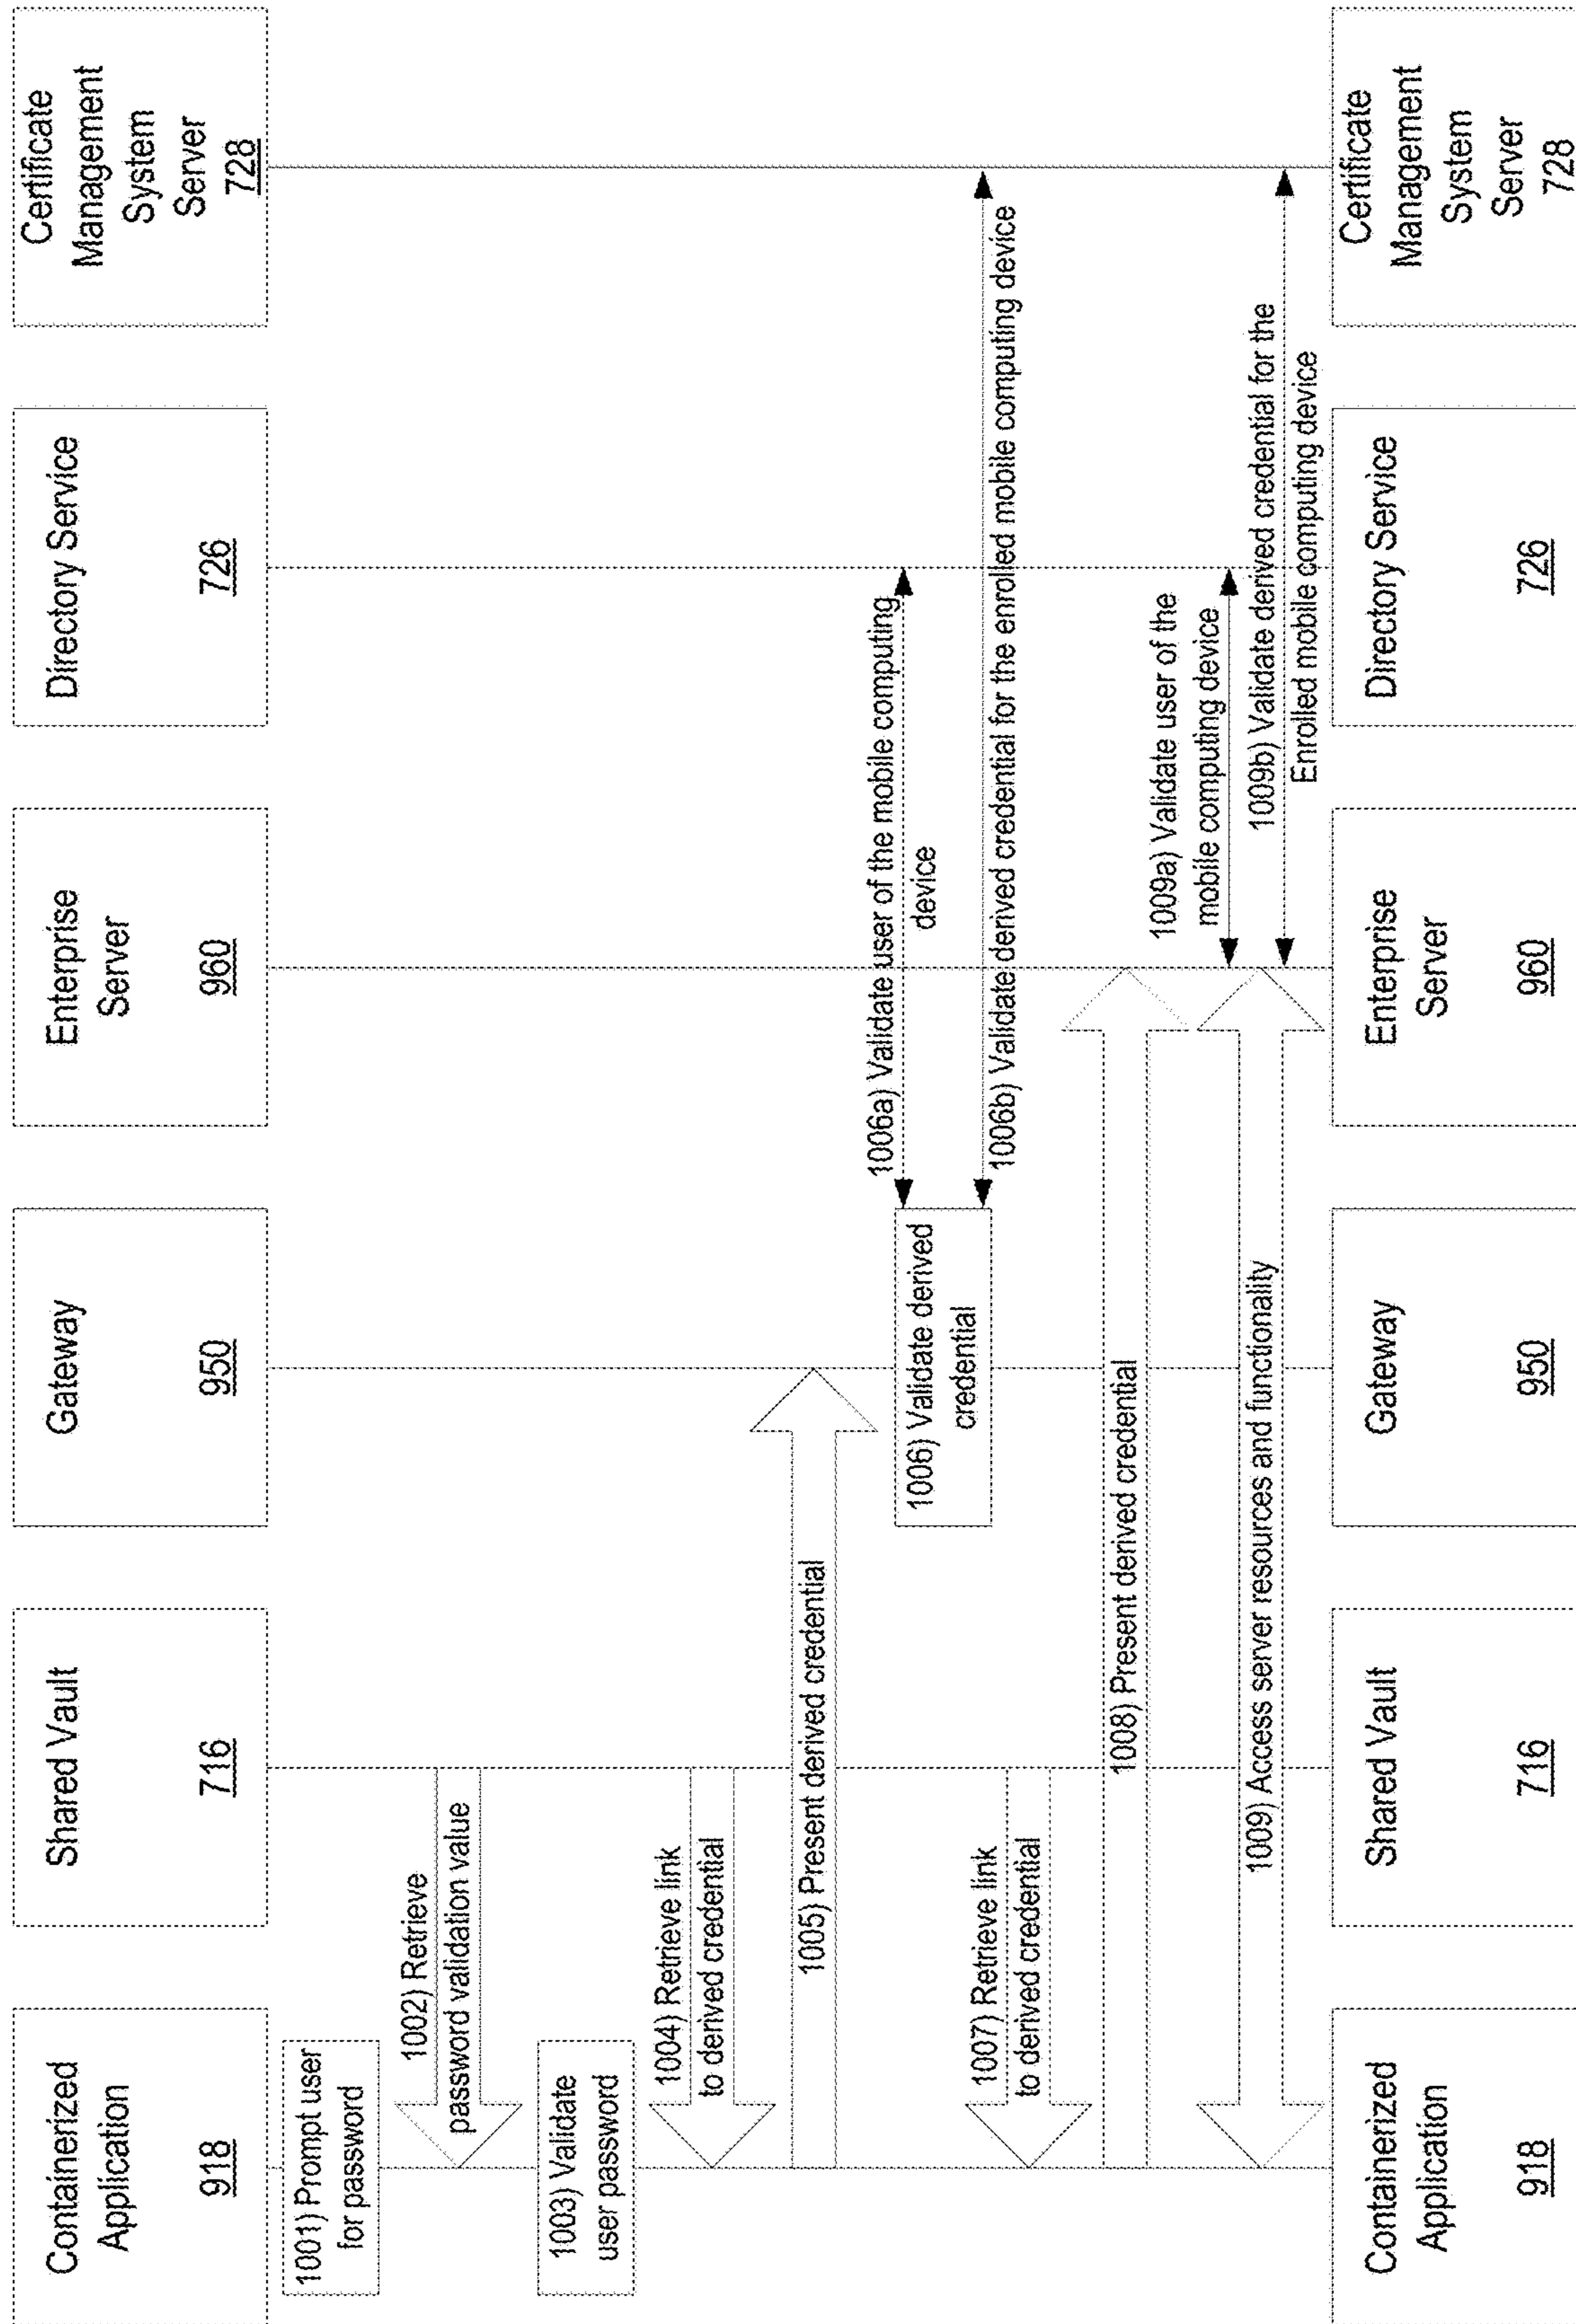 Containerized
Application
918
Shared Vault
716
Gateway
950
Enterprise
Server
960
Directory Service
726
Certificate
Management
System
Server
728
1001) Prompt user
for password
1002) Retrieve
password validation value
1003) Validate
user password
1004) Retrieve link
to derived credential
1005) Present derived credential
1006a) Validate user of the mobile computing
device
1006) Validate derived
credential
1006b) Validate derived credential for the enrolled mobile computing device
1007) Retrieve link
to derived credential
1008) Present derived credential
1009a) Validate user of the
mobile computing device
1009) Access server resources and functionality
1009b) Validate derived credential for the
Enrolled mobile computing device
Containerized
Application
918
Shared Vault
716
Gateway
950
Enterprise
Server
960
Directory Service
726
Certificate
Management
System
Server
728